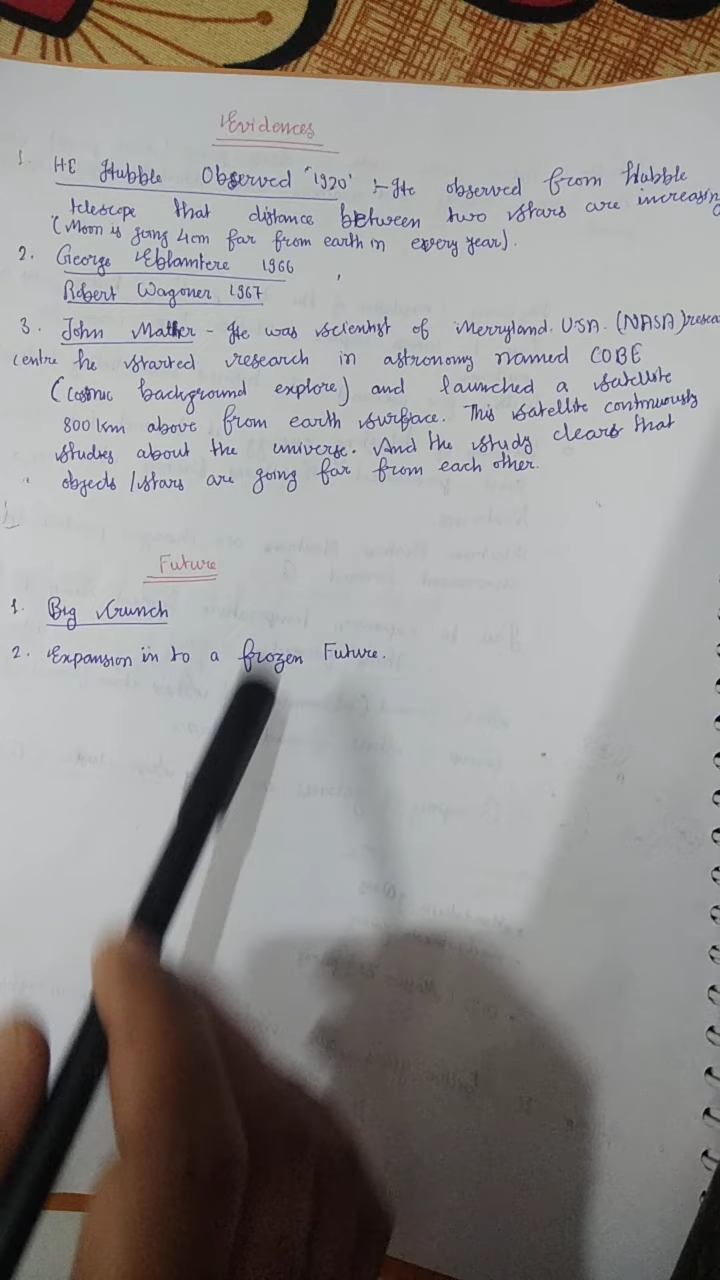 Evidences
1. HE Hubble Observed '1920' :- He observed from Hubble
telescope that distance between two stars are increasing
(Moon is going 4cm far from earth in every year).
2. George Eblamtere 1966
Robert Wagoner 1967
3. John Mather - He was scientist of Merryland. USA. (NASA) resea
centre he started research in astronomy named COBE
(cosmic background explore) and launched a satellite
800 km above from earth surface. This satellite continuously
studies about the universe. And the study clears that
objects /stars are going far from each other.
Future
1. Big Crunch
2. Expansion in to a frozen Future.